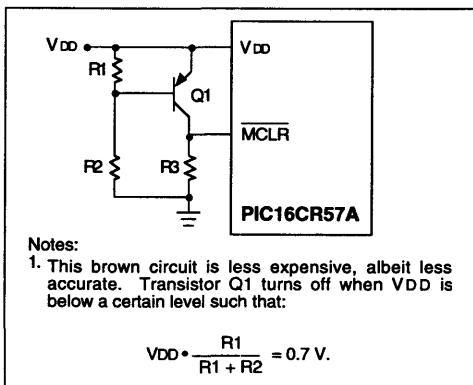 VDD
VDD
R1
Q1
MCLR
R2
R3
PIC16CR57A
Notes:
1. This brown circuit is less expensive, albeit less
accurate. Transistor Q1 turns off when VDD is
below a certain level such that:
VDD • R1 / R1 + R2 = 0.7 V.